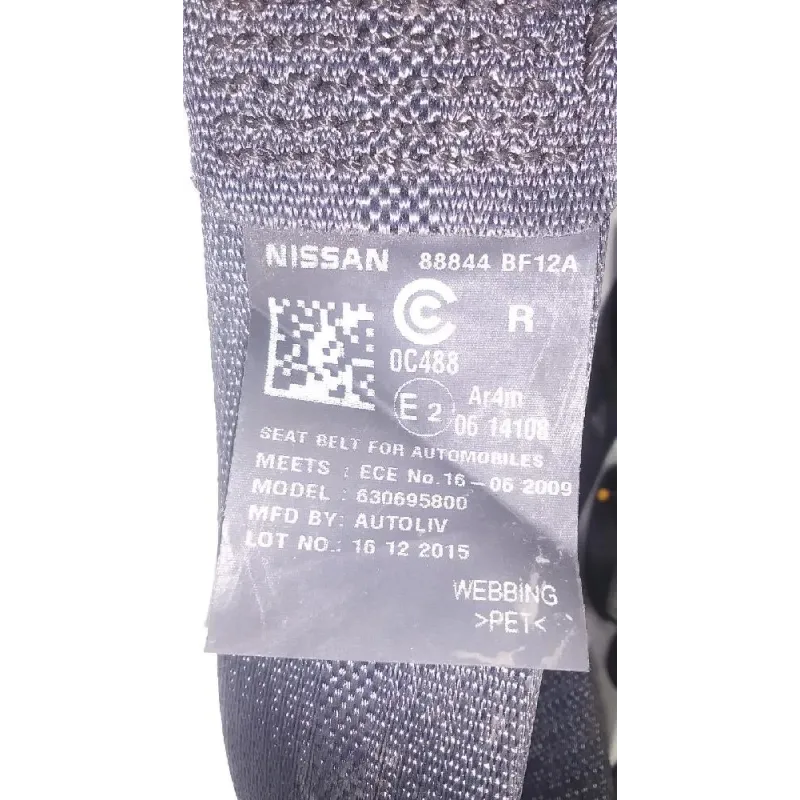 NISSAN 88844 BF12A
R
0C488
E2 Ar4m
06 14108
SEAT BELT FOR AUTOMOBILES
MEETS : ECE No.16-06 2009
MODEL : 630695800
MFD BY: AUTOLIV
LOT NO.: 16 12 2015
WEBBING
>PET<